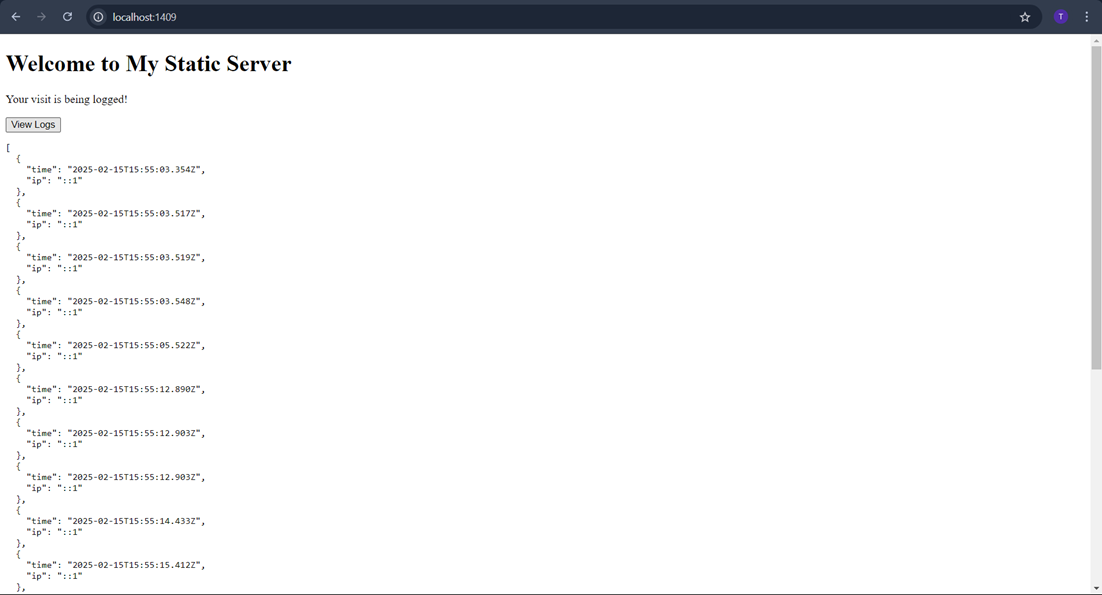 localhost:1409
T
Welcome to My Static Server
Your visit is being logged!
View Logs
[
  {
    "time": "2025-02-15T15:55:03.354Z",
    "ip": "::1"
  },
  {
    "time": "2025-02-15T15:55:03.517Z",
    "ip": "::1"
  },
  {
    "time": "2025-02-15T15:55:03.519Z",
    "ip": "::1"
  },
  {
    "time": "2025-02-15T15:55:03.548Z",
    "ip": "::1"
  },
  {
    "time": "2025-02-15T15:55:05.522Z",
    "ip": "::1"
  },
  {
    "time": "2025-02-15T15:55:12.890Z",
    "ip": "::1"
  },
  {
    "time": "2025-02-15T15:55:12.903Z",
    "ip": "::1"
  },
  {
    "time": "2025-02-15T15:55:12.903Z",
    "ip": "::1"
  },
  {
    "time": "2025-02-15T15:55:14.433Z",
    "ip": "::1"
  },
  {
    "time": "2025-02-15T15:55:15.412Z",
    "ip": "::1"
  },